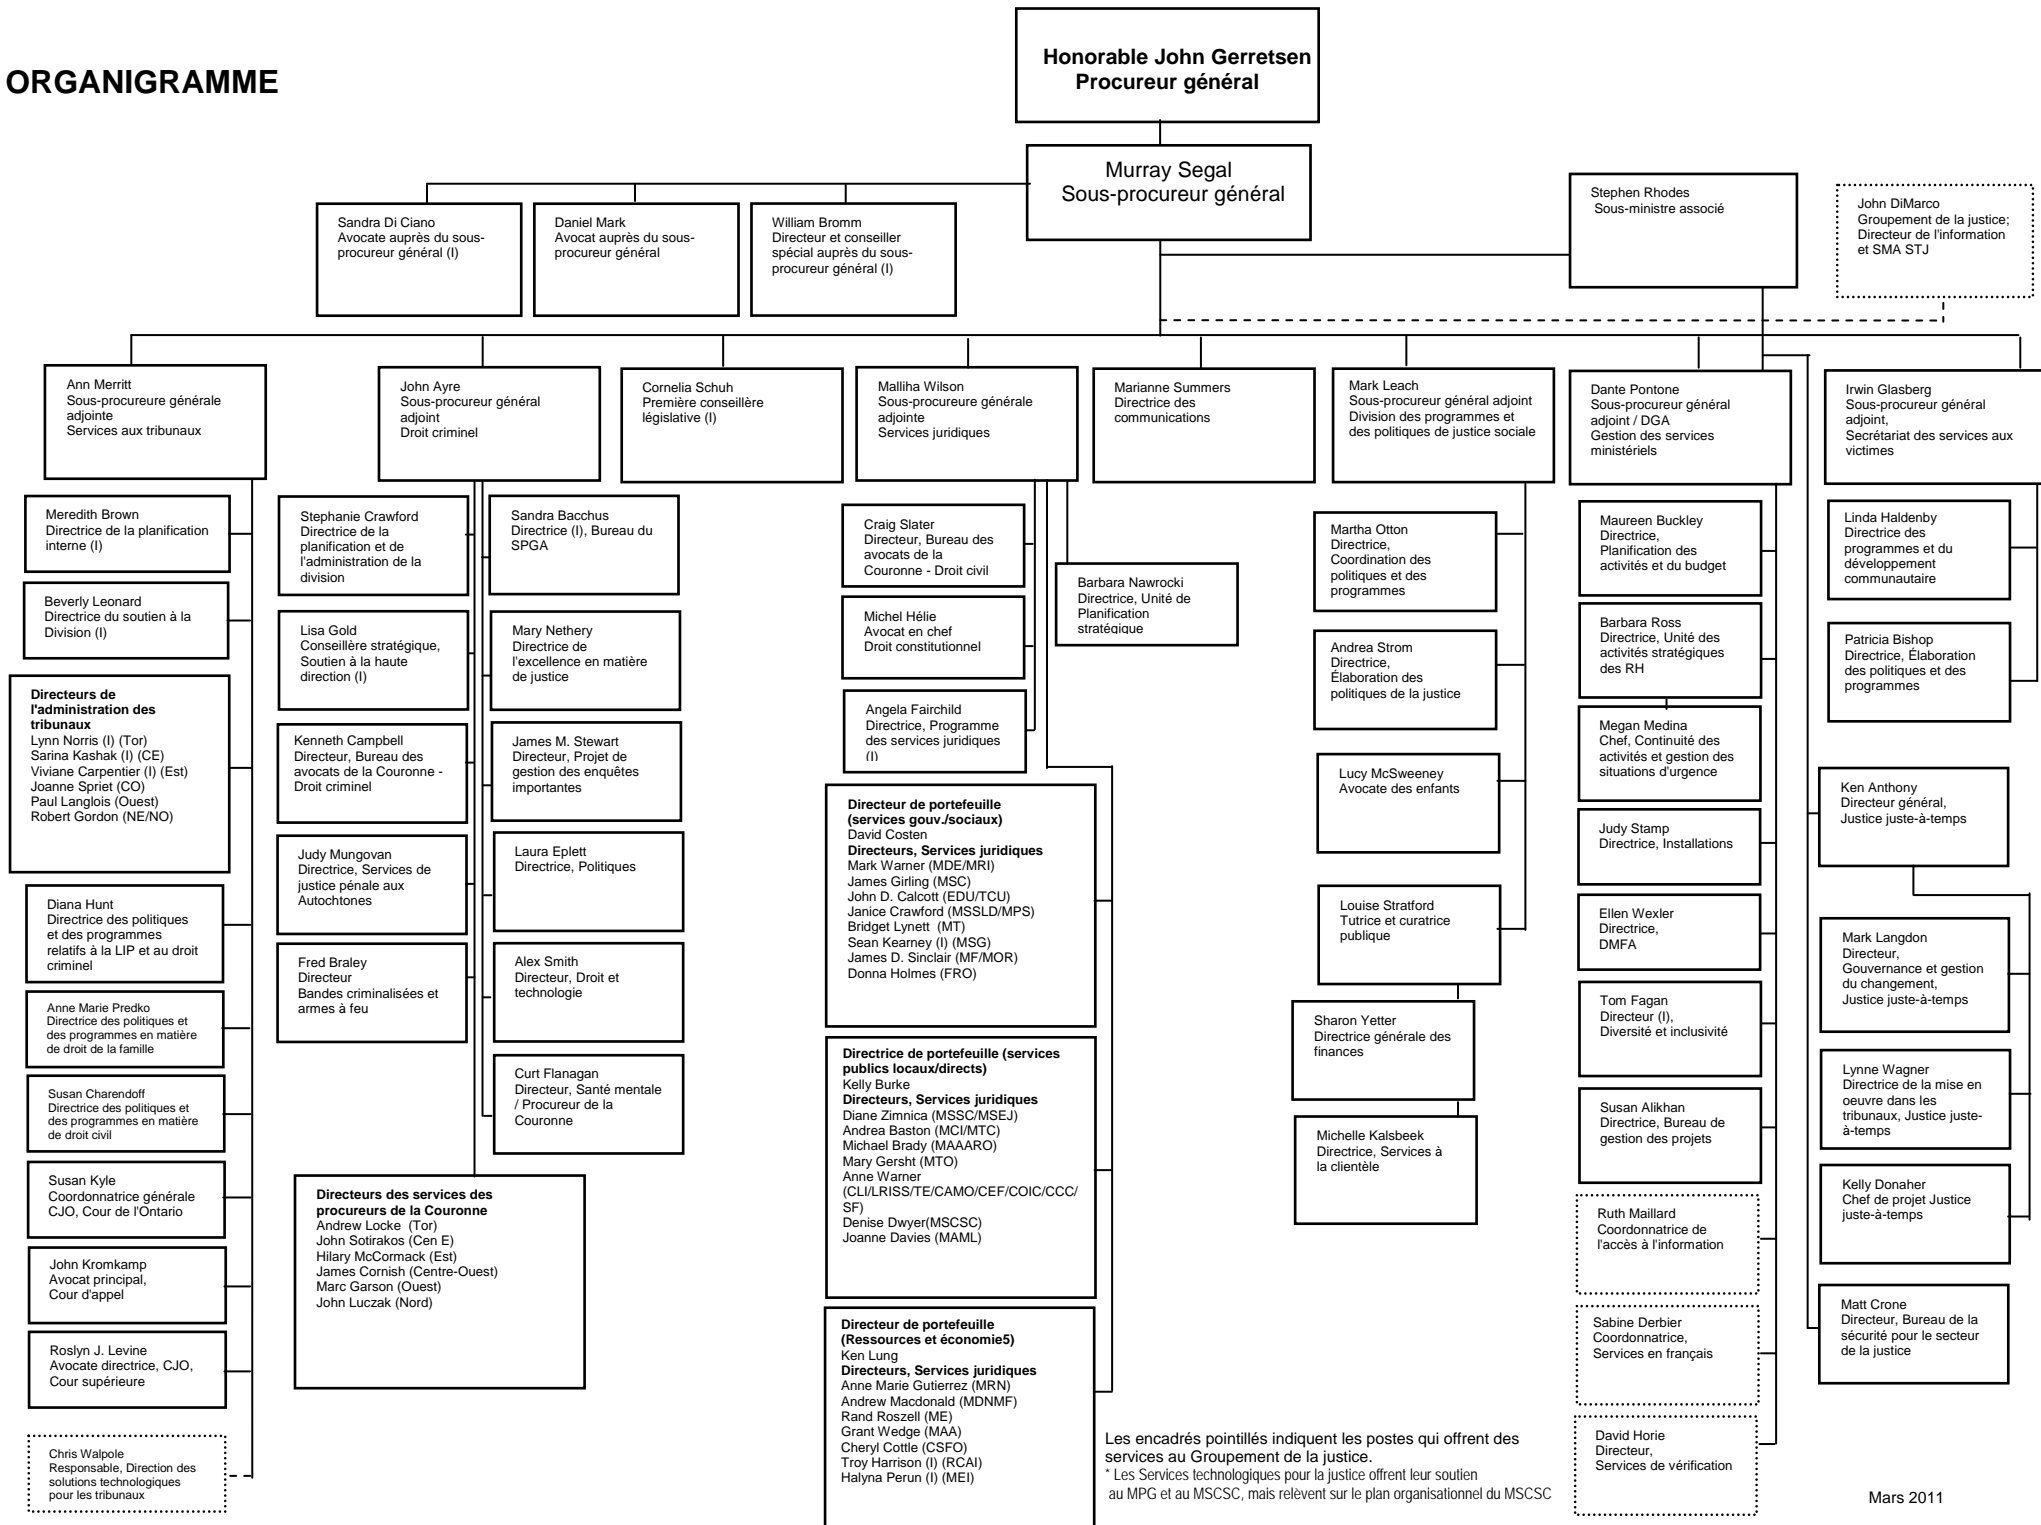 ORGANIGRAMME
Honorable John Gerretsen
Procureur général
Murray Segal
Sous-procureur général
Sandra Di Ciano
Avocate auprès du sous-
procureur général (I)
Daniel Mark
Avocat auprès du sous-
procureur général
William Bromm
Directeur et conseiller
spécial auprès du sous-
procureur général (I)
Stephen Rhodes
Sous-ministre associé
John DiMarco
Groupement de la justice;
Directeur de l'information
et SMA STJ
Ann Merritt
Sous-procureure générale
adjointe
Services aux tribunaux
John Ayre
Sous-procureur général
adjoint
Droit criminel
Cornelia Schuh
Première conseillère
législative (I)
Malliha Wilson
Sous-procureure générale
adjointe
Services juridiques
Marianne Summers
Directrice des
communications
Mark Leach
Sous-procureur général adjoint
Division des programmes et
des politiques de justice sociale
Dante Pontone
Sous-procureur général
adjoint / DGA
Gestion des services
ministériels
Irwin Glasberg
Sous-procureur général
adjoint,
Secrétariat des services aux
victimes
Meredith Brown
Directrice de la planification
interne (I)
Beverly Leonard
Directrice du soutien à la
Division (I)
Directeurs de
l'administration des
tribunaux
Lynn Norris (I) (Tor)
Sarina Kashak (I) (CE)
Viviane Carpentier (I) (Est)
Joanne Spriet (CO)
Paul Langlois (Ouest)
Robert Gordon (NE/NO)
Diana Hunt
Directrice des politiques
et des programmes
relatifs à la LIP et au droit
criminel
Anne Marie Predko
Directrice des politiques et
des programmes en matière
de droit de la famille
Susan Charendoff
Directrice des politiques et
des programmes en matière
de droit civil
Susan Kyle
Coordonnatrice générale
CJO, Cour de l'Ontario
John Kromkamp
Avocat principal,
Cour d'appel
Roslyn J. Levine
Avocate directrice, CJO,
Cour supérieure
Chris Walpole
Responsable, Direction des
solutions technologiques
pour les tribunaux
Stephanie Crawford
Directrice de la
planification et de
l'administration de la
division
Lisa Gold
Conseillère stratégique,
Soutien à la haute
direction (I)
Kenneth Campbell
Directeur, Bureau des
avocats de la Couronne -
Droit criminel
Judy Mungovan
Directrice, Services de
justice pénale aux
Autochtones
Fred Braley
Directeur
Bandes criminalisées et
armes à feu
Sandra Bacchus
Directrice (I), Bureau du
SPGA
Mary Nethery
Directrice de
l'excellence en matière
de justice
James M. Stewart
Directeur, Projet de
gestion des enquêtes
importantes
Laura Eplett
Directrice, Politiques
Alex Smith
Directeur, Droit et
technologie
Curt Flanagan
Directeur, Santé mentale
/ Procureur de la
Couronne
Directeurs des services des
procureurs de la Couronne
Andrew Locke (Tor)
John Sotirakos (Cen E)
Hilary McCormack (Est)
James Cornish (Centre-Ouest)
Marc Garson (Ouest)
John Luczak (Nord)
Craig Slater
Directeur, Bureau des
avocats de la
Couronne - Droit civil
Michel Hélie
Avocat en chef
Droit constitutionnel
Angela Fairchild
Directrice, Programme
des services juridiques
(I)
Barbara Nawrocki
Directrice, Unité de
Planification
stratégique
Directeur de portefeuille
(services gouv./sociaux)
David Costen
Directeurs, Services juridiques
Mark Warner (MDE/MRI)
James Girling (MSC)
John D. Calcott (EDU/TCU)
Janice Crawford (MSSLD/MPS)
Bridget Lynett (MT)
Sean Kearney (I) (MSG)
James D. Sinclair (MF/MOR)
Donna Holmes (FRO)
Directrice de portefeuille (services
publics locaux/directs)
Kelly Burke
Directeurs, Services juridiques
Diane Zimnica (MSSC/MSEJ)
Andrea Baston (MCI/MTC)
Michael Brady (MAAARO)
Mary Gersht (MTO)
Anne Warner
(CLI/LRISS/TE/CAMO/CEF/COIC/CCC/
SF)
Denise Dwyer(MSCSC)
Joanne Davies (MAML)
Directeur de portefeuille
(Ressources et économie5)
Ken Lung
Directeurs, Services juridiques
Anne Marie Gutierrez (MRN)
Andrew Macdonald (MDNMF)
Rand Roszell (ME)
Grant Wedge (MAA)
Cheryl Cottle (CSFO)
Troy Harrison (I) (RCAI)
Halyna Perun (I) (MEI)
Martha Otton
Directrice,
Coordination des
politiques et des
programmes
Andrea Strom
Directrice,
Élaboration des
politiques de la justice
Lucy McSweeney
Avocate des enfants
Louise Stratford
Tutrice et curatrice
publique
Sharon Yetter
Directrice générale des
finances
Michelle Kalsbeek
Directrice, Services à
la clientèle
Maureen Buckley
Directrice,
Planification des
activités et du budget
Barbara Ross
Directrice, Unité des
activités stratégiques
des RH
Megan Medina
Chef, Continuité des
activités et gestion des
situations d'urgence
Judy Stamp
Directrice, Installations
Ellen Wexler
Directrice,
DMFA
Tom Fagan
Directeur (I),
Diversité et inclusivité
Susan Alikhan
Directrice, Bureau de
gestion des projets
Ruth Maillard
Coordonnatrice de
l'accès à l'information
Sabine Derbier
Coordonnatrice,
Services en français
David Horie
Directeur,
Services de vérification
Linda Haldenby
Directrice des
programmes et du
développement
communautaire
Patricia Bishop
Directrice, Élaboration
des politiques et des
programmes
Ken Anthony
Directeur général,
Justice juste-à-temps
Mark Langdon
Directeur,
Gouvernance et gestion
du changement,
Justice juste-à-temps
Lynne Wagner
Directrice de la mise en
oeuvre dans les
tribunaux, Justice juste-
à-temps
Kelly Donaher
Chef de projet Justice
juste-à-temps
Matt Crone
Directeur, Bureau de la
sécurité pour le secteur
de la justice
Les encadrés pointillés indiquent les postes qui offrent des
services au Groupement de la justice.
* Les Services technologiques pour la justice offrent leur soutien
au MPG et au MSCSC, mais relèvent sur le plan organisationnel du MSCSC
Mars 2011